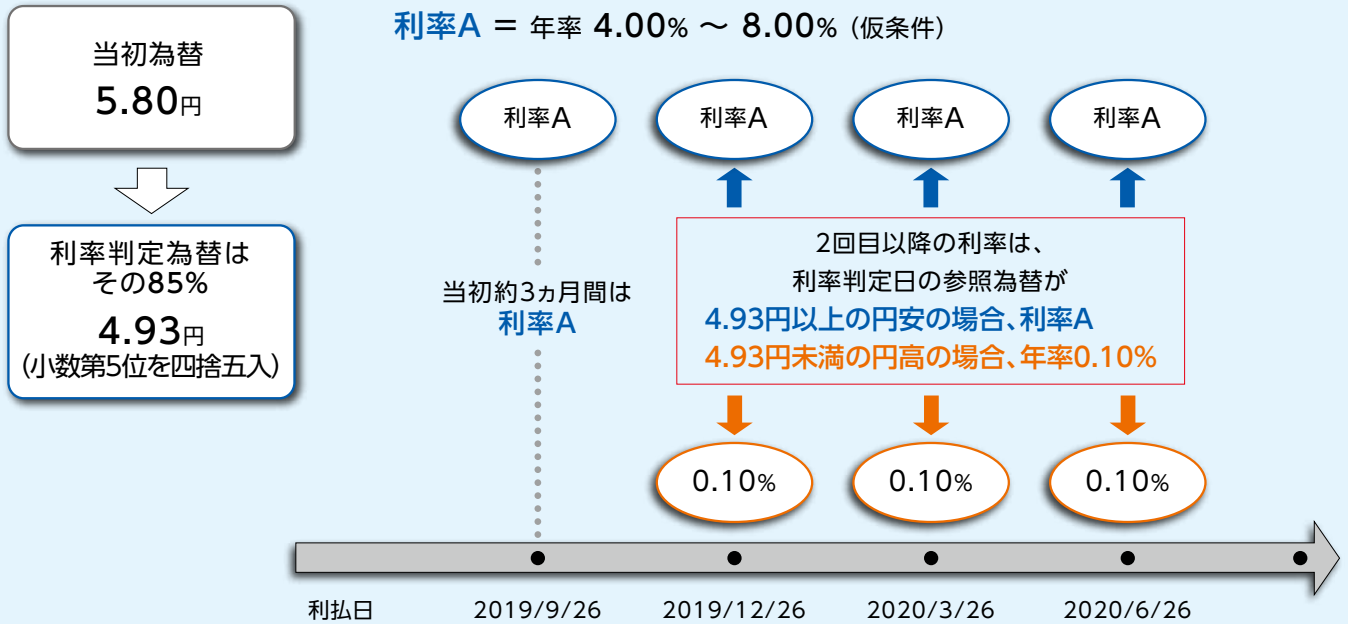 利率A = 年率 4.00% ～ 8.00% (仮条件)
当初為替
5.80円
利率判定為替は
その85%
4.93円
(小数第5位を四捨五入)
利率A
利率A
利率A
利率A
当初約3ヵ月間は
利率A
2回目以降の利率は、
利率判定日の参照為替が
4.93円以上の円安の場合、利率A
4.93円未満の円高の場合、年率0.10%
0.10%
0.10%
0.10%
利払日
2019/9/26
2019/12/26
2020/3/26
2020/6/26